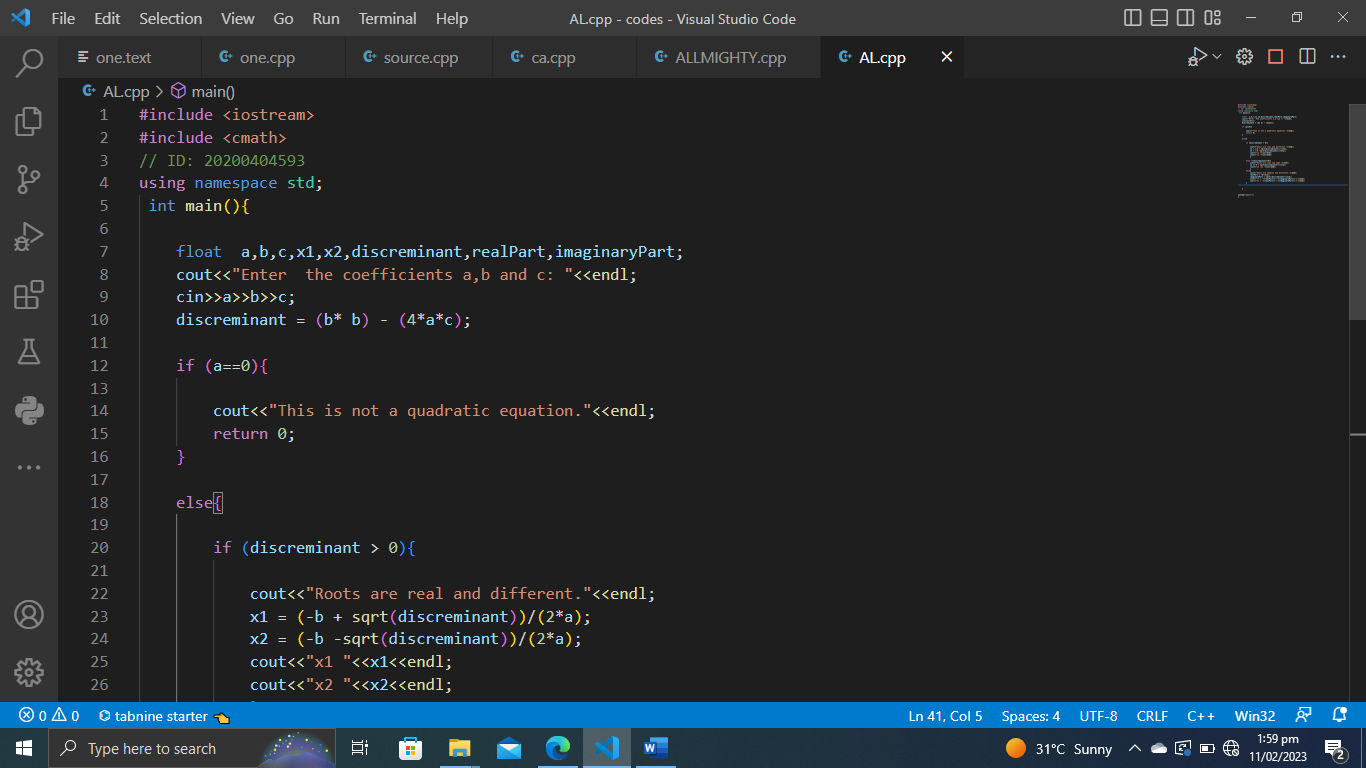 File Edit Selection View Go Run Terminal Help AL.cpp - codes - Visual Studio Code
one.text one.cpp source.cpp ca.cpp ALLMIGHTY.cpp AL.cpp
AL.cpp > main()
1 #include <iostream>
2 #include <cmath>
3 // ID: 20200404593
4 using namespace std;
5 int main(){
6
7 float  a,b,c,x1,x2,discreminant,realPart,imaginaryPart;
8 cout<<"Enter  the coefficients a,b and c: "<<endl;
9 cin>>a>>b>>c;
10 discreminant = (b* b) - (4*a*c);
11
12 if (a==0){
13
14 cout<<"This is not a quadratic equation."<<endl;
15 return 0;
16 }
17
18 else{
19
20 if (discreminant > 0){
21
22 cout<<"Roots are real and different."<<endl;
23 x1 = (-b + sqrt(discreminant))/(2*a);
24 x2 = (-b -sqrt(discreminant))/(2*a);
25 cout<<"x1 "<<x1<<endl;
26 cout<<"x2 "<<x2<<endl;
0 0 tabnine starter Ln 41, Col 5 Spaces: 4 UTF-8 CRLF C++ Win32
Type here to search 31°C Sunny 1:59 pm
11/02/2023 2